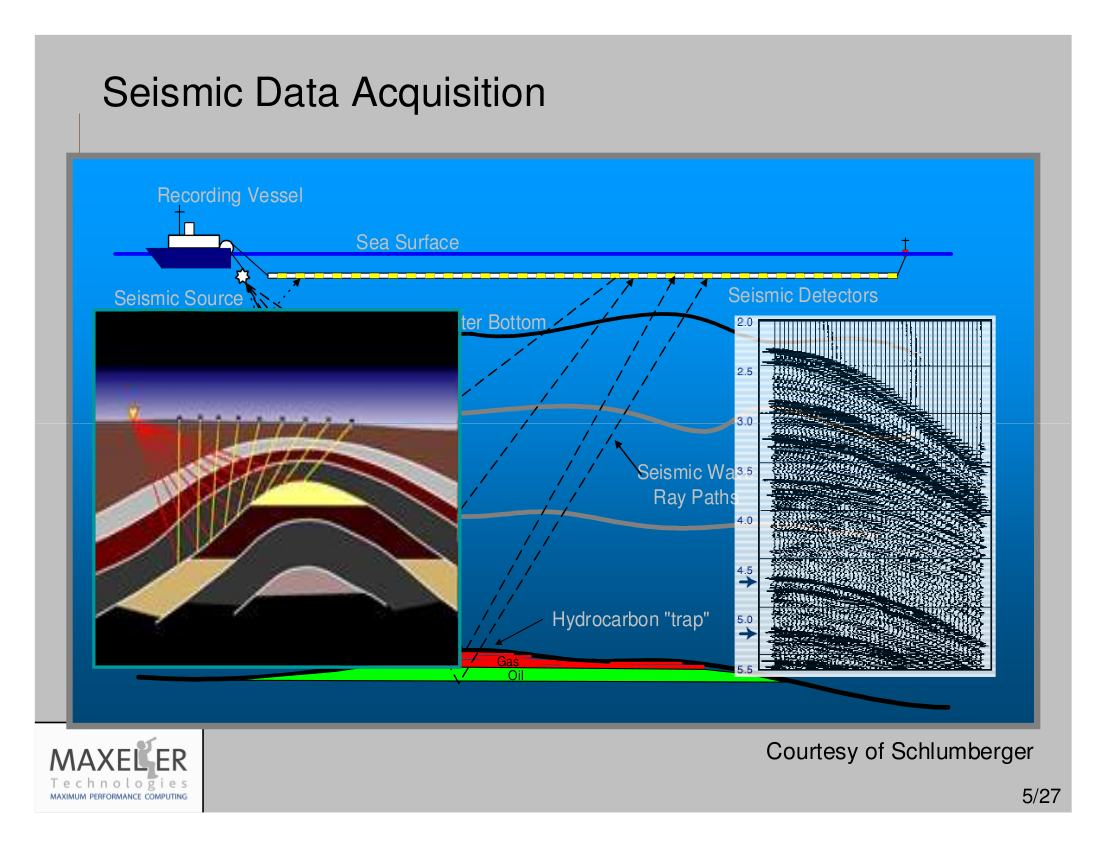 Seismic Data Acquisition
Recording Vessel
Sea Surface
Seismic Source
Seismic Detectors
ter Bottom
2.0
2.5
3.0
3.5
4.0
4.5
5.0
5.5
Seismic Wav
Ray Paths
Hydrocarbon "trap"
Gas
Oil
MAXELER
Technologies
MAXIMUM PERFORMANCE COMPUTING
Courtesy of Schlumberger
5/27